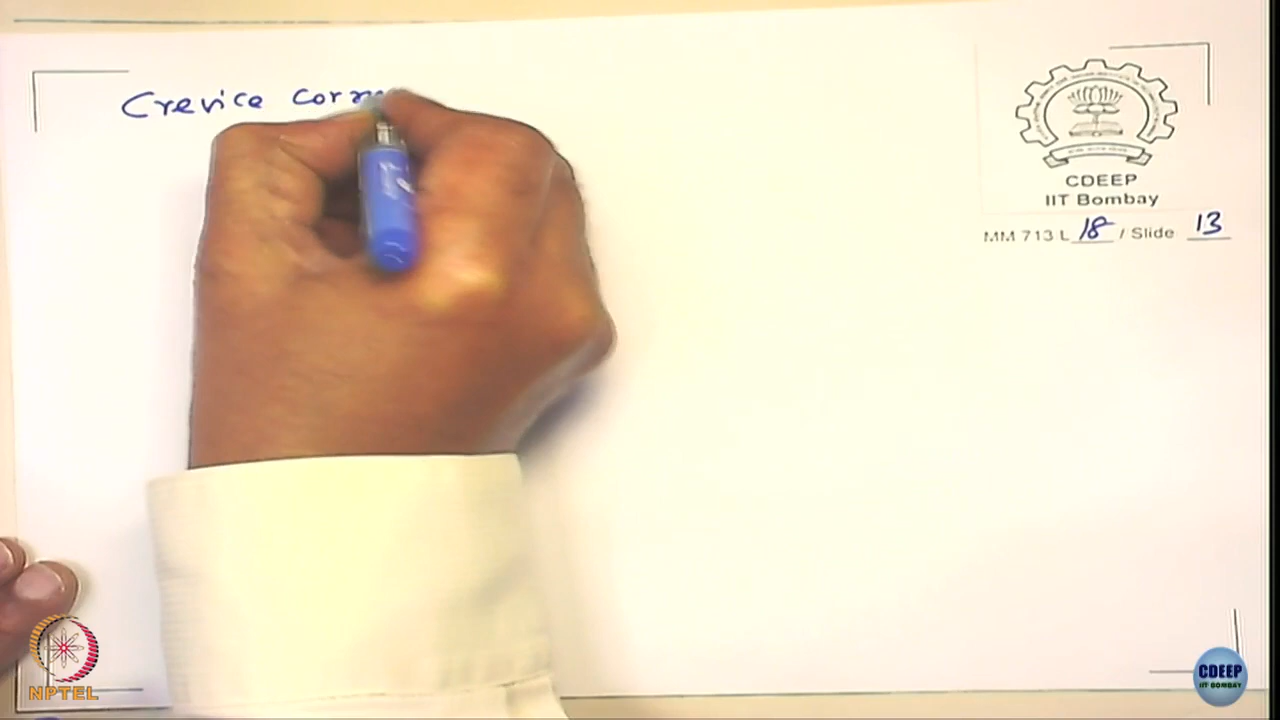 Crevice corr
CDEEP
IIT Bombay
MM 713 L 18 / Slide 13
NPTEL
CDEEP
IIT BOMBAY